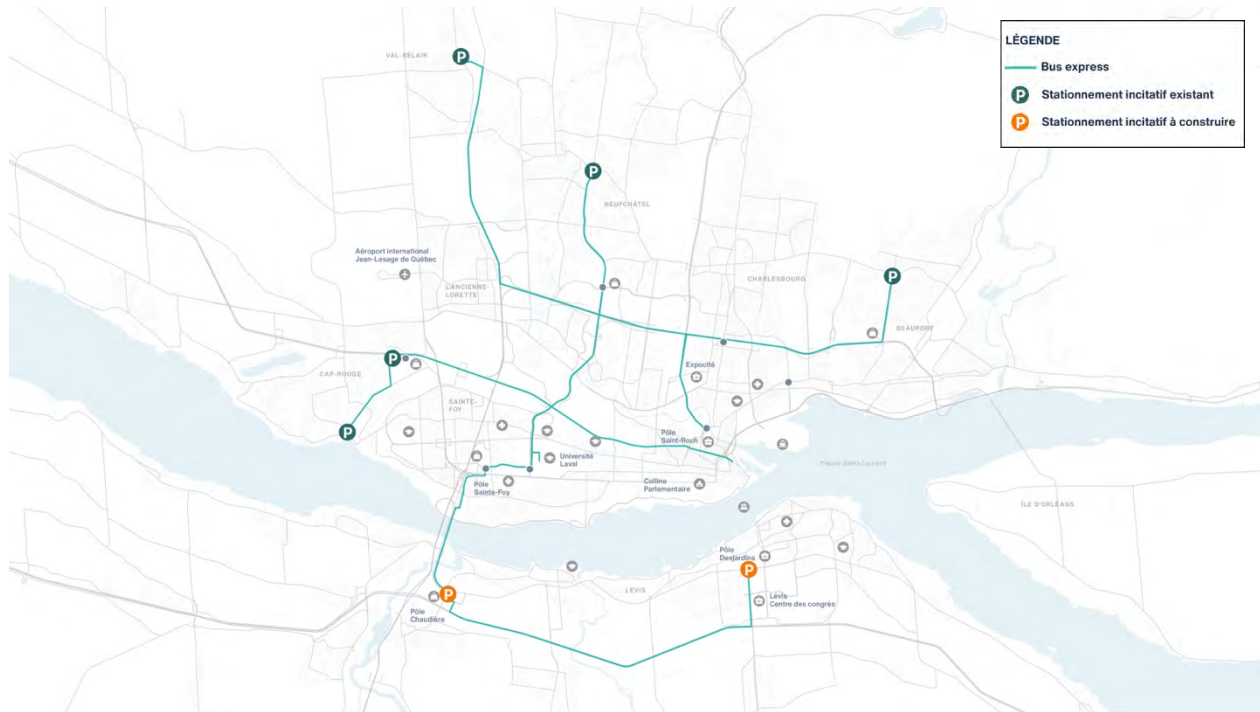 LÉGENDE
Bus express
P
Stationnement incitatif existant
P
Stationnement incitatif à construire
VAL-BÉLAIR
P
P
NEUFCHÂTEL
Aéroport international
Jean-Lesage de Québec
L'ANCIENNE-
LORETTE
CHARLESBOURG
P
BEAUPORT
P
CAP-ROUGE
Expocité
SAINTE-
FOY
P
Pôle
Saint-Roch
Université
Laval
Fleuve Saint-Laurent
Pôle
Sainte-Foy
Colline
Parlementaire
ÎLE D'ORLÉANS
Pôle
Desjardins
P
LÉVIS
P
Lévis
Centre des congrès
Pôle
Chaudière